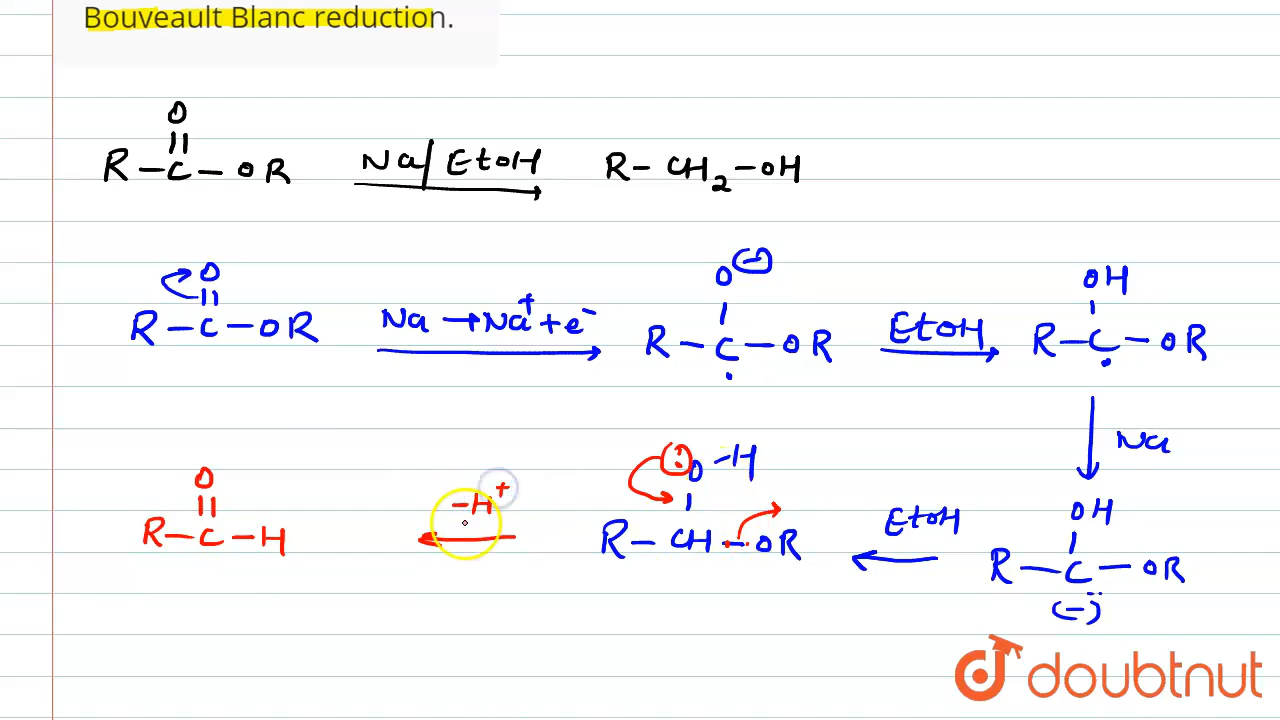 Bouveault Blanc reduction.
O
||
R-C-OR Na/EtOH R-CH2-OH
O
||
R-C-OR Na→Na⁺+e⁻
O(-)
|
R-C-OR
.
EtOH
OH
|
R-C-OR
.
Na
OH
|
R-C-OR
(-)
EtOH
:O-H
|
R-CH-OR
-H⁺
O
||
R-C-H
doubtnut